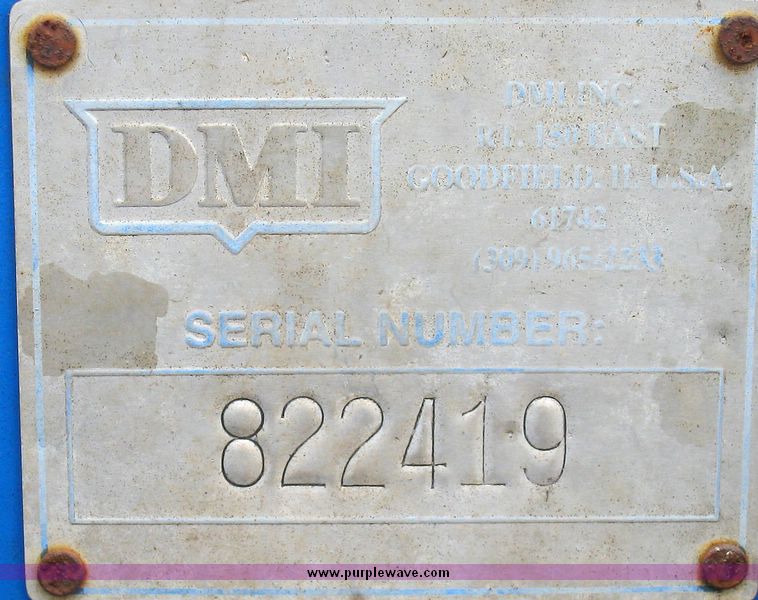 DMI
DMI INC.
RT. 150 EAST
GOODFIELD, IL U.S.A.
61742
(309) 965-2233
SERIAL NUMBER:
822419
www.purplewave.com